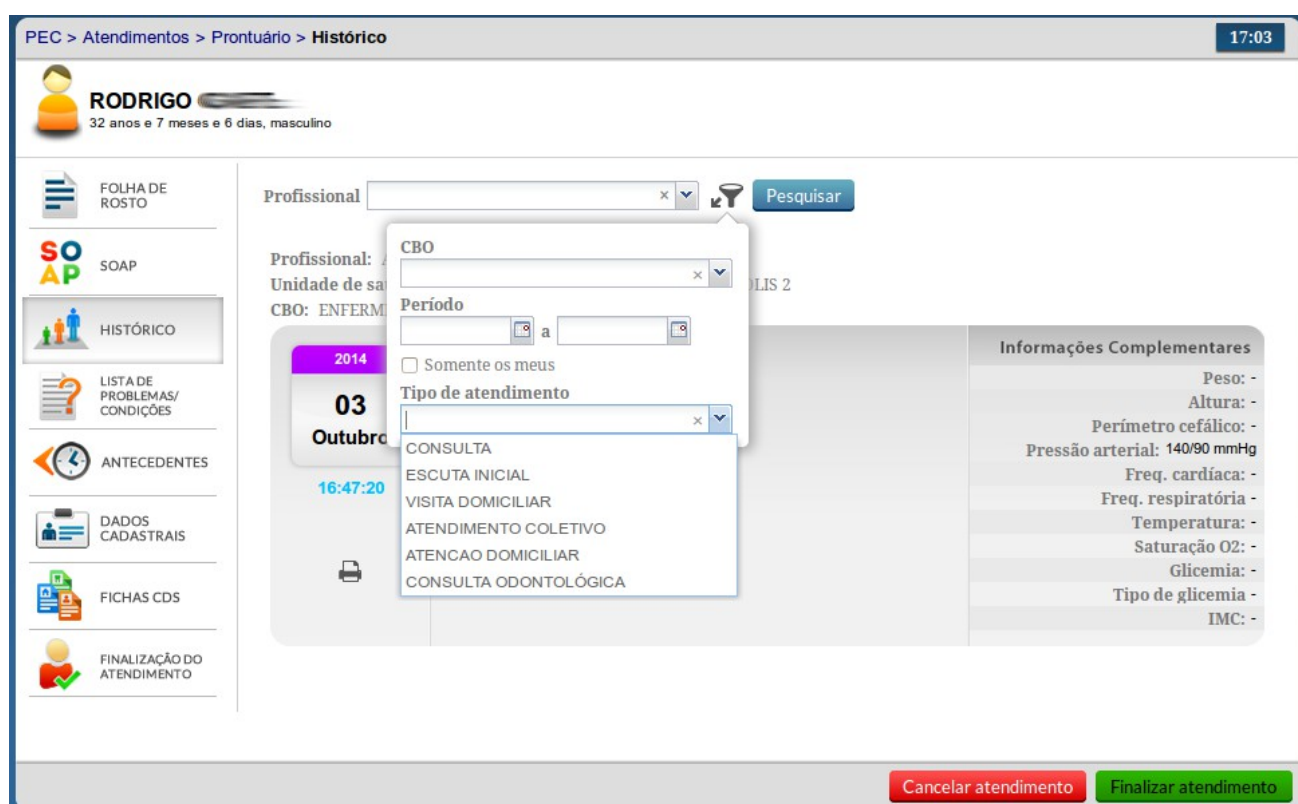 PEC > Atendimentos > Prontuário > Histórico
17:03
RODRIGO
32 anos e 7 meses e 6 dias, masculino
FOLHA DE
ROSTO
SOAP
SOAP
HISTÓRICO
LISTA DE
PROBLEMAS/
CONDIÇÕES
ANTECEDENTES
DADOS
CADASTRAIS
FICHAS CDS
FINALIZAÇÃO DO
ATENDIMENTO
Profissional
Pesquisar
Profissional:
Unidade de
CBO:
CBO
Período
a
Somente os meus
Tipo de atendimento
CONSULTA
ESCUTA INICIAL
VISITA DOMICILIAR
ATENDIMENTO COLETIVO
ATENCAO DOMICILIAR
CONSULTA ODONTOLÓGICA
2
2014
03
Outubro
16:47:20
Informações Complementares
Peso: -
Altura: -
Perímetro cefálico: -
Pressão arterial: 140/90 mmHg
Freq. cardíaca: -
Freq. respiratória -
Temperatura: -
Saturação O2: -
Glicemia: -
Tipo de glicemia -
IMC: -
Cancelar atendimento
Finalizar atendimento